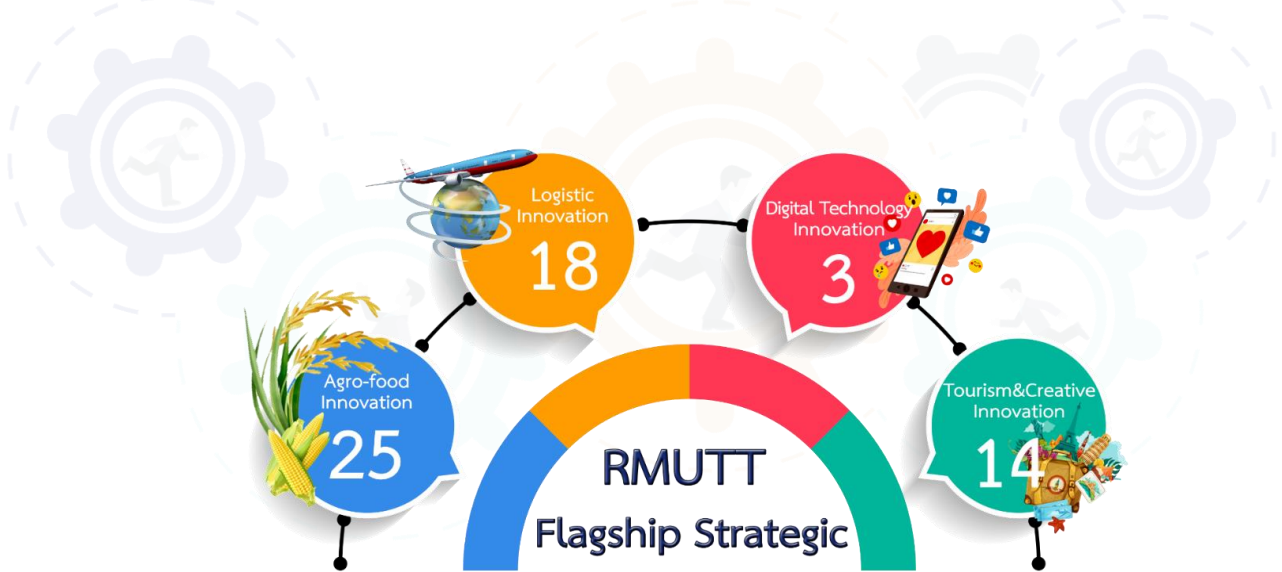 Logistic
Innovation
18
Digital Technology
Innovation
3
Agro-food
Innovation
25
Tourism&Creative
Innovation
14
RMUTT
Flagship Strategic